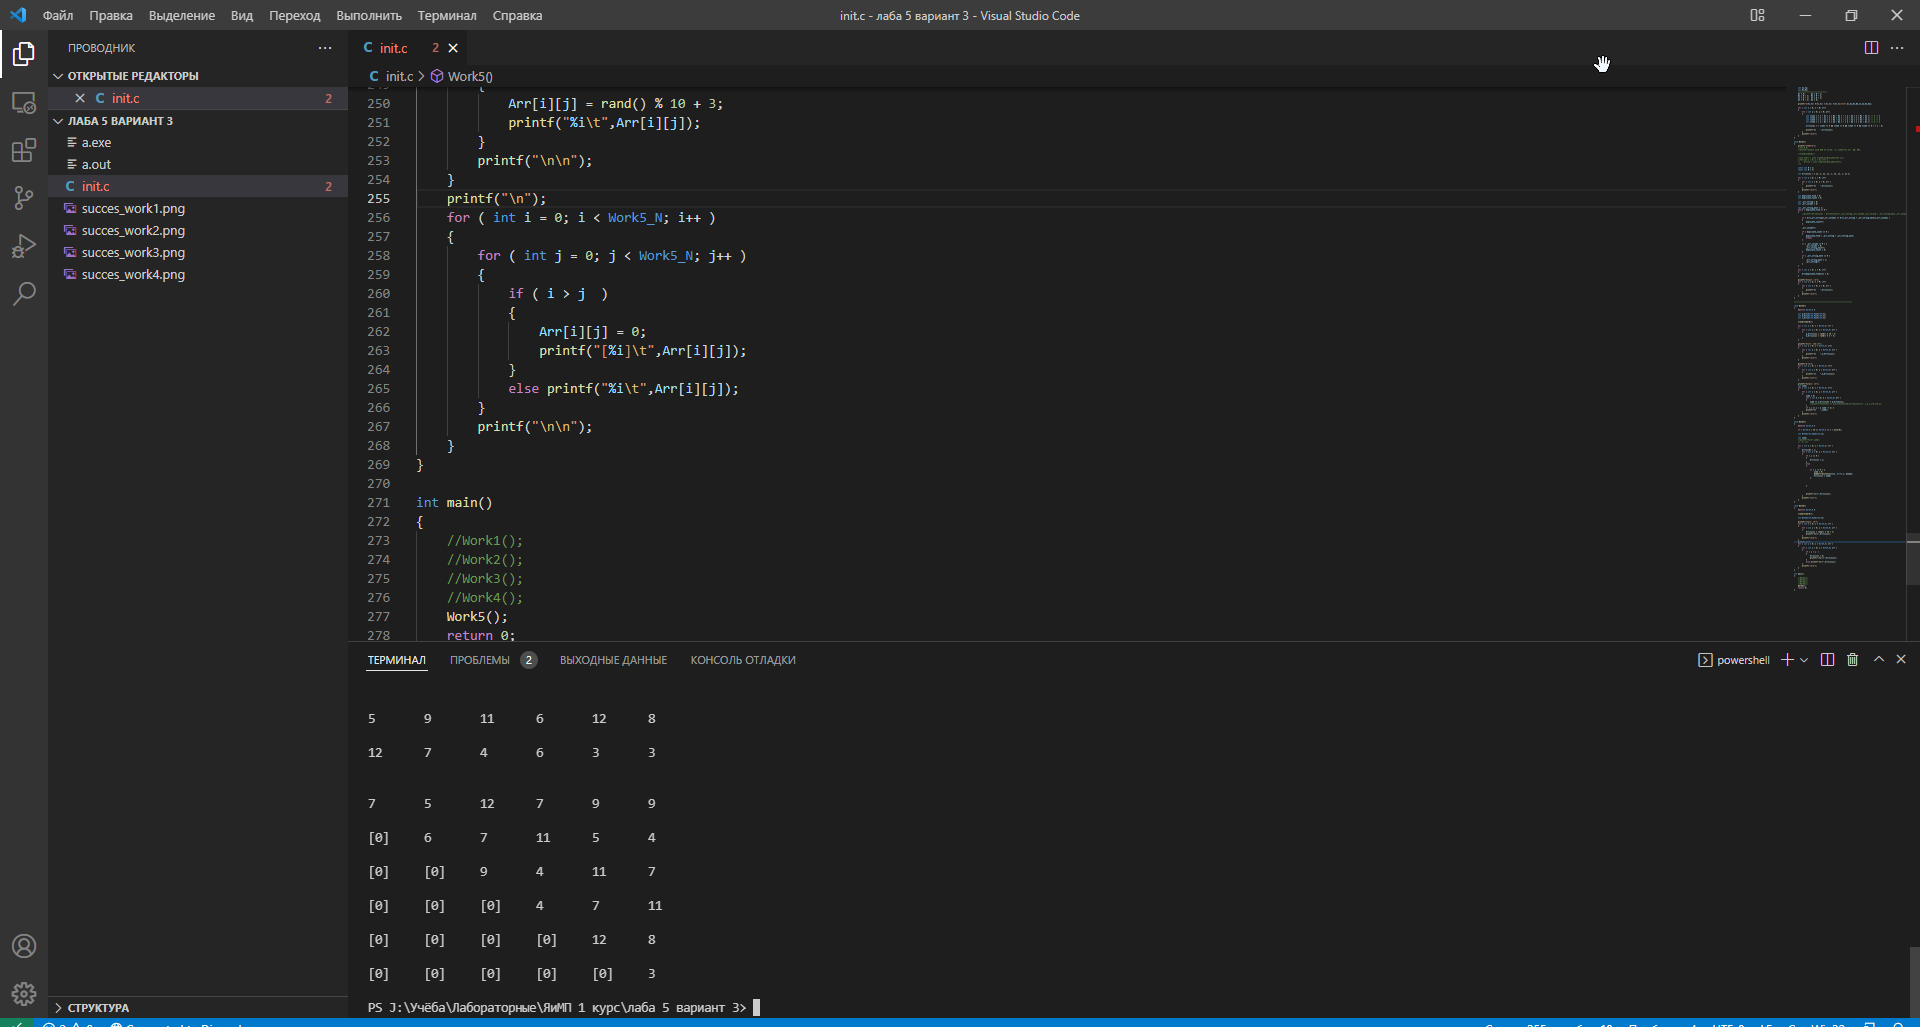 Файл Правка Выделение Вид Переход Выполнить Терминал Справка
init.c - лаба 5 вариант 3 - Visual Studio Code
ПРОВОДНИК
ОТКРЫТЫЕ РЕДАКТОРЫ
init.c 2
ЛАБА 5 ВАРИАНТ 3
a.exe
a.out
C init.c 2
succes_work1.png
succes_work2.png
succes_work3.png
succes_work4.png
СТРУКТУРА
C init.c 2
C init.c > Work5()
250 Arr[i][j] = rand() % 10 + 3;
251 printf("%i\t",Arr[i][j]);
252 }
253 printf("\n\n");
254 }
255 printf("\n");
256 for ( int i = 0; i < Work5_N; i++ )
257 {
258 for ( int j = 0; j < Work5_N; j++ )
259 {
260 if ( i > j  )
261 {
262 Arr[i][j] = 0;
263 printf("[%i]\t",Arr[i][j]);
264 }
265 else printf("%i\t",Arr[i][j]);
266 }
267 printf("\n\n");
268 }
269 }
270
271 int main()
272 {
273 //Work1();
274 //Work2();
275 //Work3();
276 //Work4();
277 Work5();
278 return 0;
ТЕРМИНАЛ ПРОБЛЕМЫ 2 ВЫХОДНЫЕ ДАННЫЕ КОНСОЛЬ ОТЛАДКИ
powershell
5 9 11 6 12 8
12 7 4 6 3 3
7 5 12 7 9 9
[0] 6 7 11 5 4
[0] [0] 9 4 11 7
[0] [0] [0] 4 7 11
[0] [0] [0] [0] 12 8
[0] [0] [0] [0] [0] 3
PS J:\Учёба\Лабораторные\ЯиМП 1 курс\лаба 5 вариант 3>